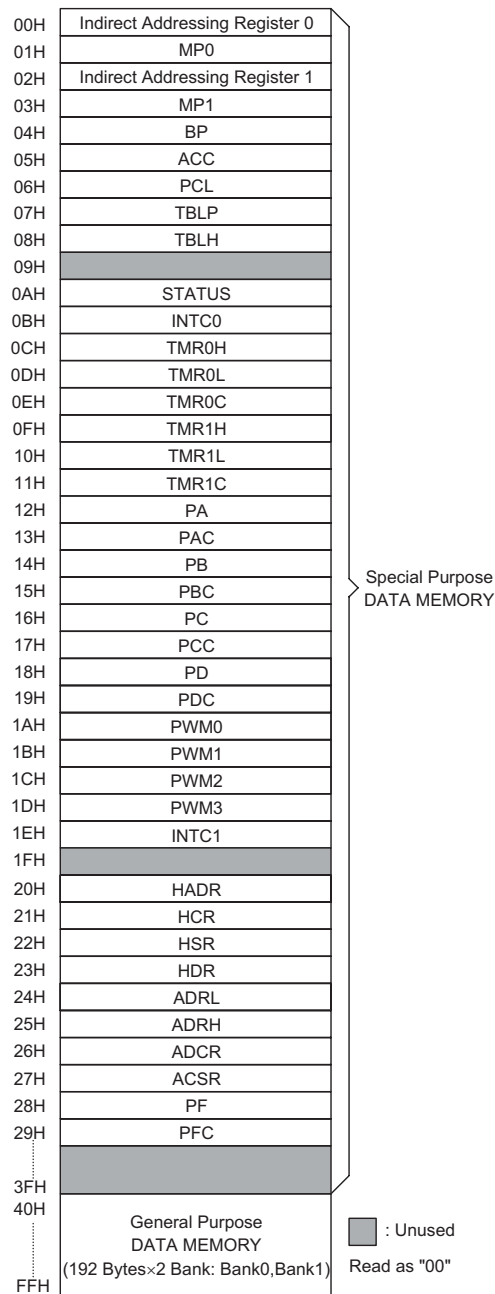 00H Indirect Addressing Register 0
01H MP0
02H Indirect Addressing Register 1
03H MP1
04H BP
05H ACC
06H PCL
07H TBLP
08H TBLH
09H
0AH STATUS
0BH INTC0
0CH TMR0H
0DH TMR0L
0EH TMR0C
0FH TMR1H
10H TMR1L
11H TMR1C
12H PA
13H PAC
14H PB
15H PBC
16H PC
17H PCC
18H PD
19H PDC
1AH PWM0
1BH PWM1
1CH PWM2
1DH PWM3
1EH INTC1
1FH
20H HADR
21H HCR
22H HSR
23H HDR
24H ADRL
25H ADRH
26H ADCR
27H ACSR
28H PF
29H PFC
3FH
Special Purpose
DATA MEMORY
40H
General Purpose
DATA MEMORY
(192 Bytes×2 Bank: Bank0,Bank1)
FFH
: Unused
Read as "00"